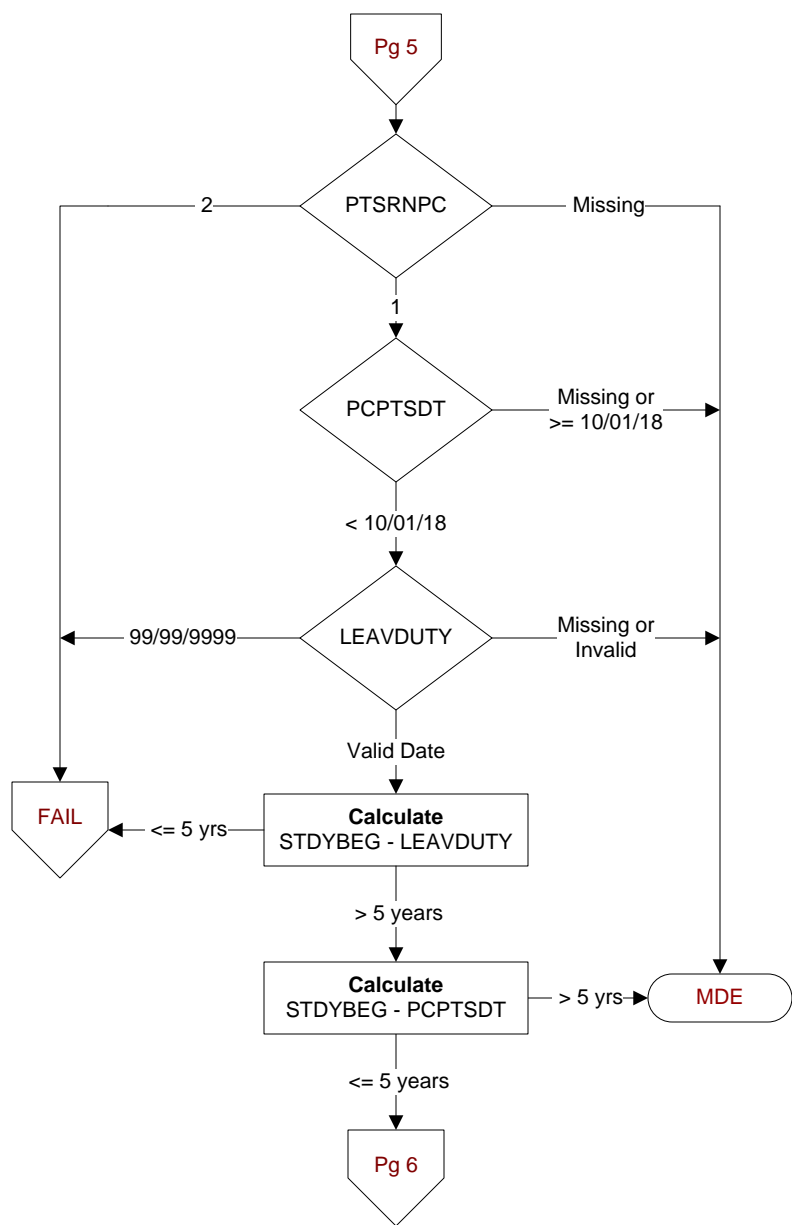 Pg 5
2
PTSRNPC
Missing
1
PCPTSDT
Missing or
>= 10/01/18
< 10/01/18
99/99/9999
LEAVDUTY
Missing or
Invalid
Valid Date
FAIL
<= 5 yrs
Calculate
STDYBEG - LEAVDUTY
> 5 years
Calculate
STDYBEG - PCPTSDT
> 5 yrs
MDE
<= 5 years
Pg 6